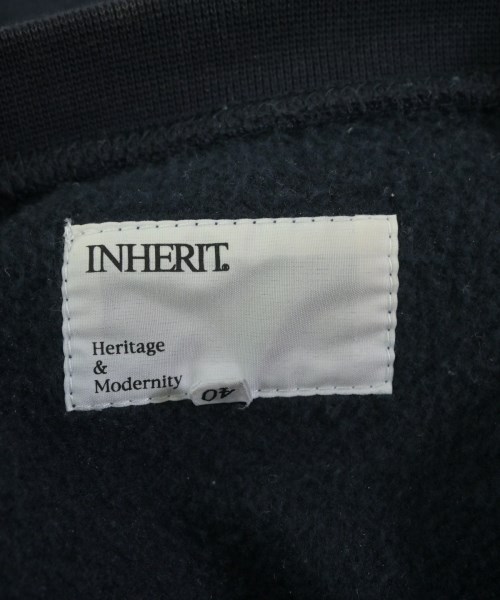 INHERIT.
Heritage
&
Modernity
40